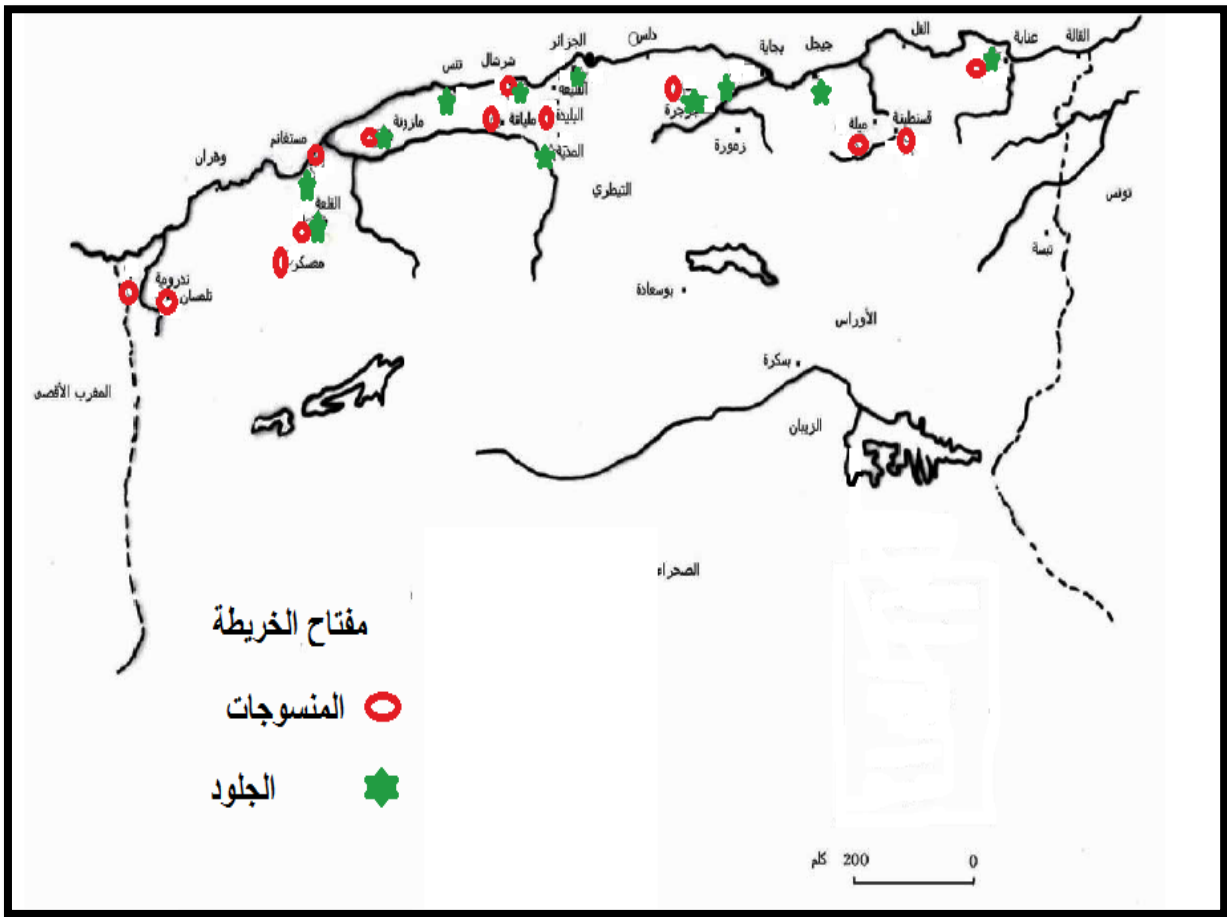 القالة
عنابة
القل
جيجل
بجاية
دلس
الجزائر
القليعة
شرشال
تنس
البليدة
مليانة
مازونة
مستغانم
وهران
جرجرة
زمورة
ميلة
قسنطينة
المدية
التيطري
القلعة
معسكر
تونس
تبسة
ندرومة
تلمسان
بوسعادة
الأوراس
بسكرة
المغرب الأقصى
الزيبان
الصحراء
مفتاح الخريطة
المنسوجات
الجلود
0 200 كلم